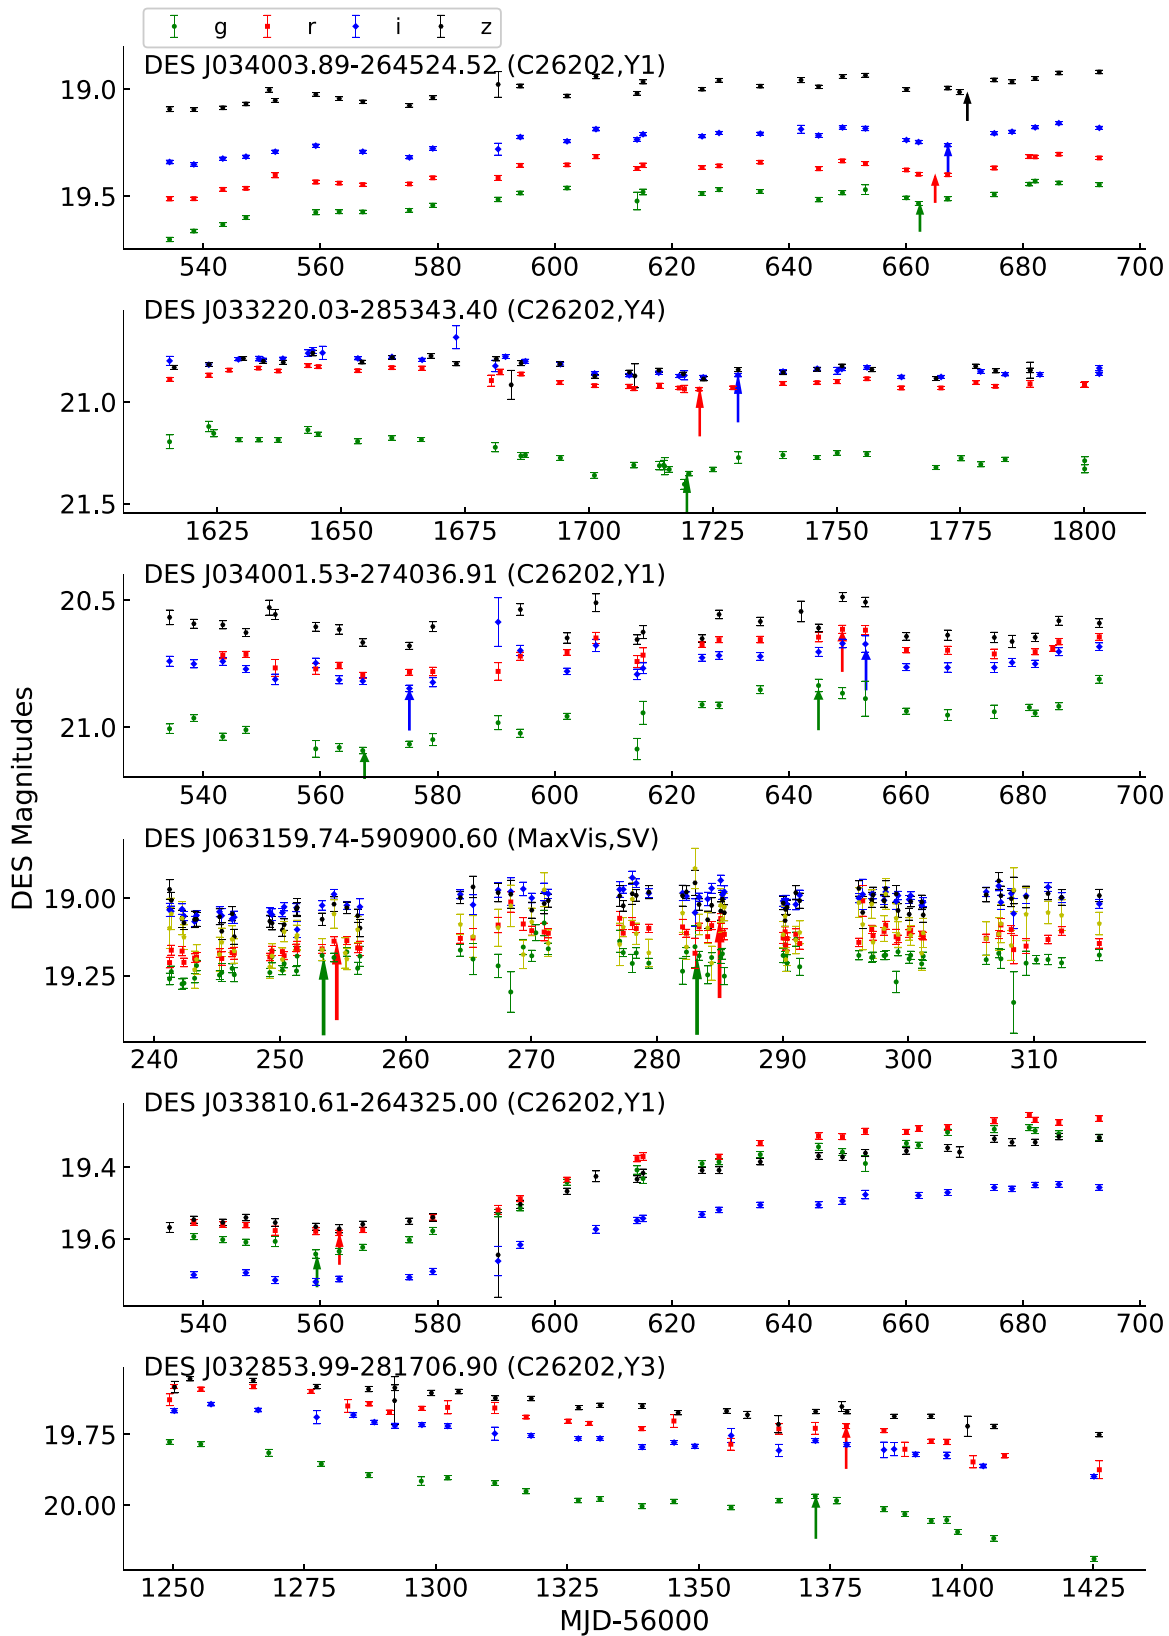 g r i z
DES J034003.89-264524.52 (C26202,Y1)
19.0
19.5
540 560 580 600 620 640 660 680 700
DES J033220.03-285343.40 (C26202,Y4)
21.0
21.5
1625 1650 1675 1700 1725 1750 1775 1800
DES J034001.53-274036.91 (C26202,Y1)
20.5
21.0
540 560 580 600 620 640 660 680 700
DES Magnitudes
DES J063159.74-590900.60 (MaxVis,SV)
19.00
19.25
240 250 260 270 280 290 300 310
DES J033810.61-264325.00 (C26202,Y1)
19.4
19.6
540 560 580 600 620 640 660 680 700
DES J032853.99-281706.90 (C26202,Y3)
19.75
20.00
1250 1275 1300 1325 1350 1375 1400 1425
MJD-56000